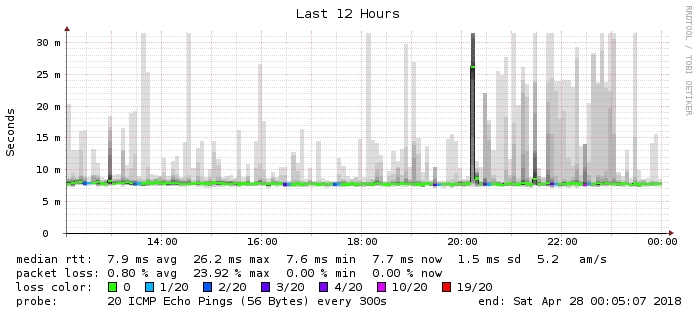 Last 12 Hours
RRDTOOL / TOBI OETIKER
Seconds
30 m
25 m
20 m
15 m
10 m
5 m
0
14:00 16:00 18:00 20:00 22:00 00:00
median rtt: 7.9 ms avg 26.2 ms max 7.6 ms min 7.7 ms now 1.5 ms sd 5.2 am/s
packet loss: 0.80 % avg 23.92 % max 0.00 % min 0.00 % now
loss color: 0 1/20 2/20 3/20 4/20 10/20 19/20
probe: 20 ICMP Echo Pings (56 Bytes) every 300s end: Sat Apr 28 00:05:07 2018